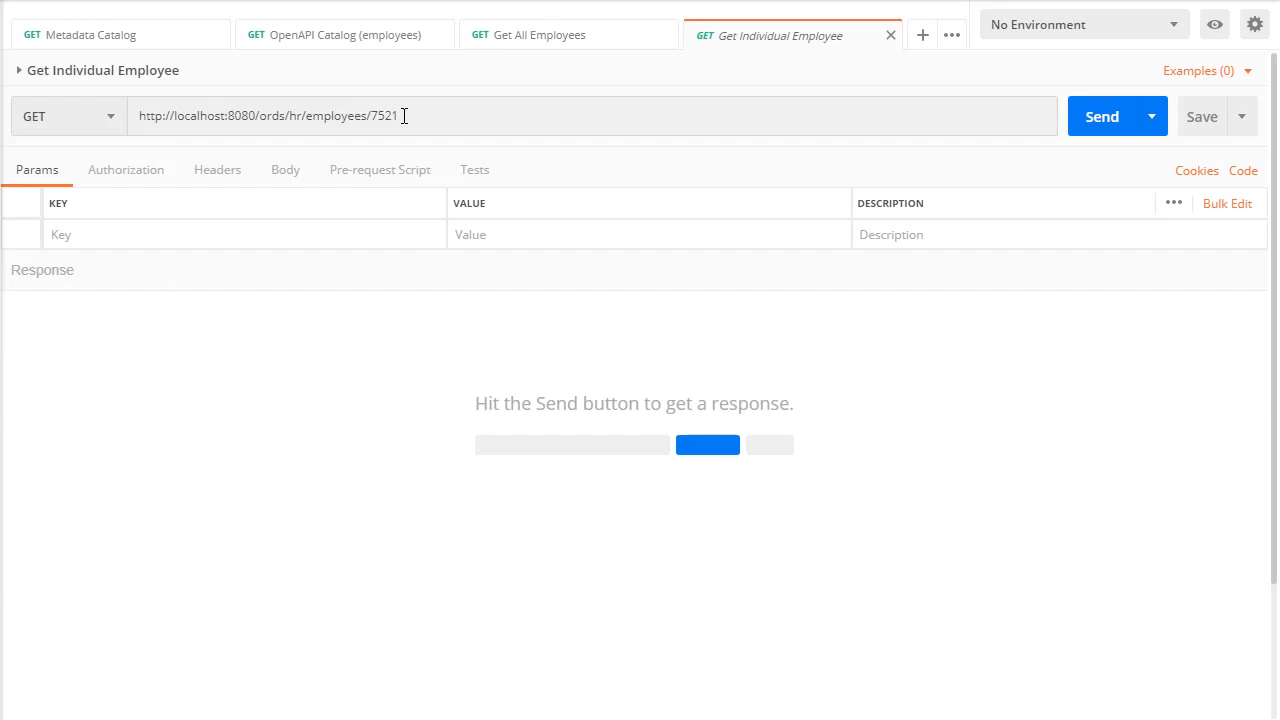 GET Metadata Catalog
GET OpenAPI Catalog (employees)
GET Get All Employees
GET Get Individual Employee
No Environment
Get Individual Employee
Examples (0)
GET
http://localhost:8080/ords/hr/employees/7521
Send
Save
Params
Authorization
Headers
Body
Pre-request Script
Tests
Cookies
Code
KEY
VALUE
DESCRIPTION
Bulk Edit
Key
Value
Description
Response
Hit the Send button to get a response.